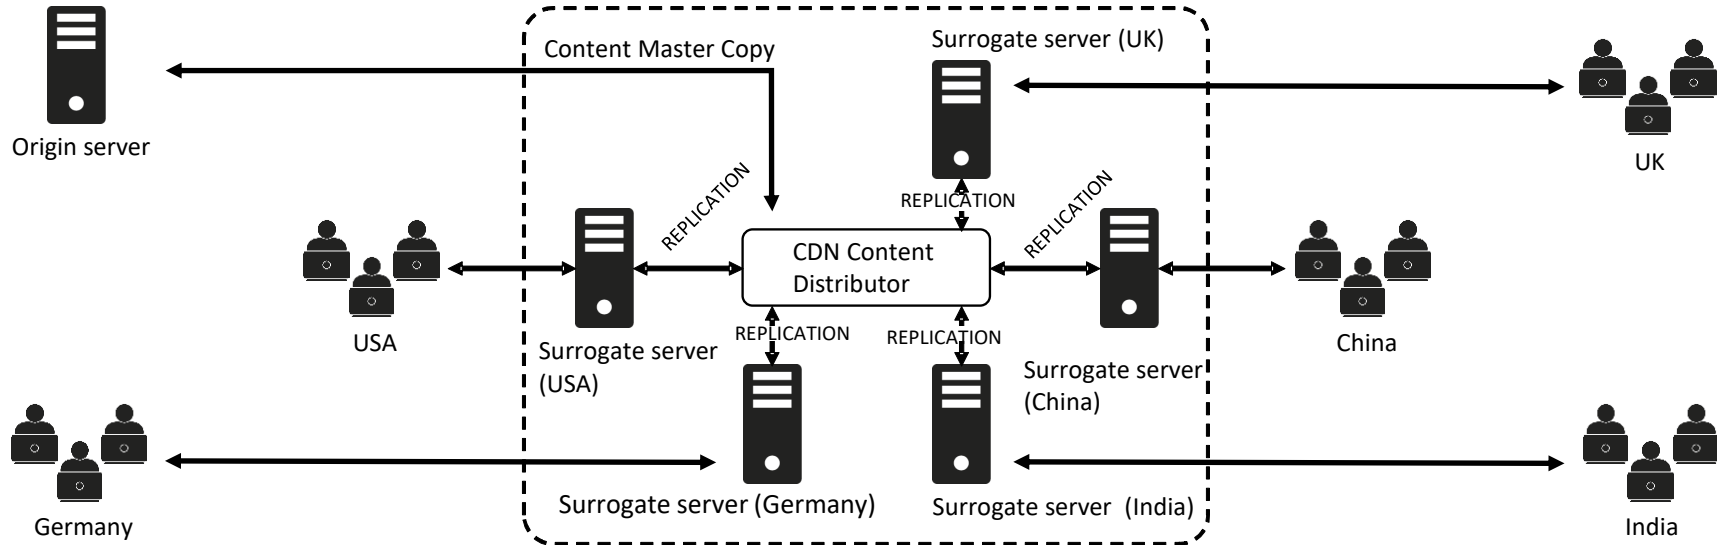 Content Master Copy
Surrogate server (UK)
Origin server
UK
REPLICATION
REPLICATION
REPLICATION
CDN Content
Distributor
USA
Surrogate server
(USA)
REPLICATION
REPLICATION
China
Surrogate server
(China)
Germany
Surrogate server (Germany)
Surrogate server (India)
India